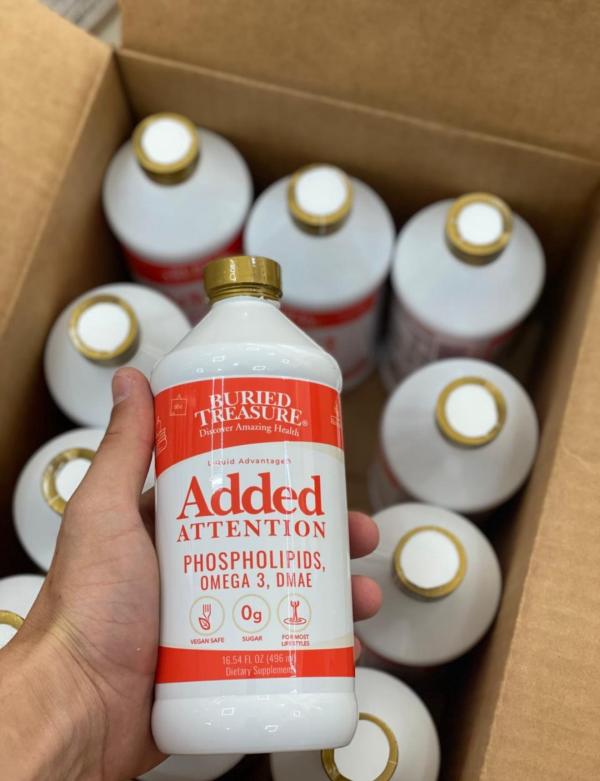 BURIED
TREASURE®
Discover Amazing Health
Liquid Advantage®
Added
ATTENTION
PHOSPHOLIPIDS,
OMEGA 3, DMAE
0g
VEGAN SAFE
SUGAR
FOR MOST
LIFESTYLES
16.54 FL OZ (496 ml)
Dietary Supplement